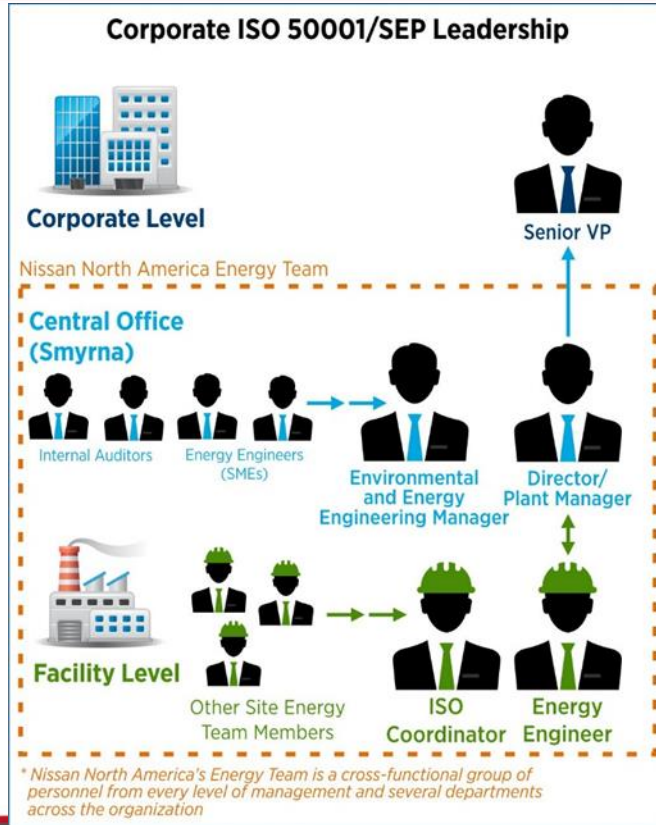 Corporate ISO 50001/SEP Leadership
Corporate Level
Senior VP
Nissan North America Energy Team
Central Office
(Smyrna)
Internal Auditors
Energy Engineers
(SMEs)
Environmental
and Energy
Engineering Manager
Director/
Plant Manager
Facility Level
Other Site Energy
Team Members
ISO
Coordinator
Energy
Engineer
* Nissan North America's Energy Team is a cross-functional group of
personnel from every level of management and several departments
across the organization